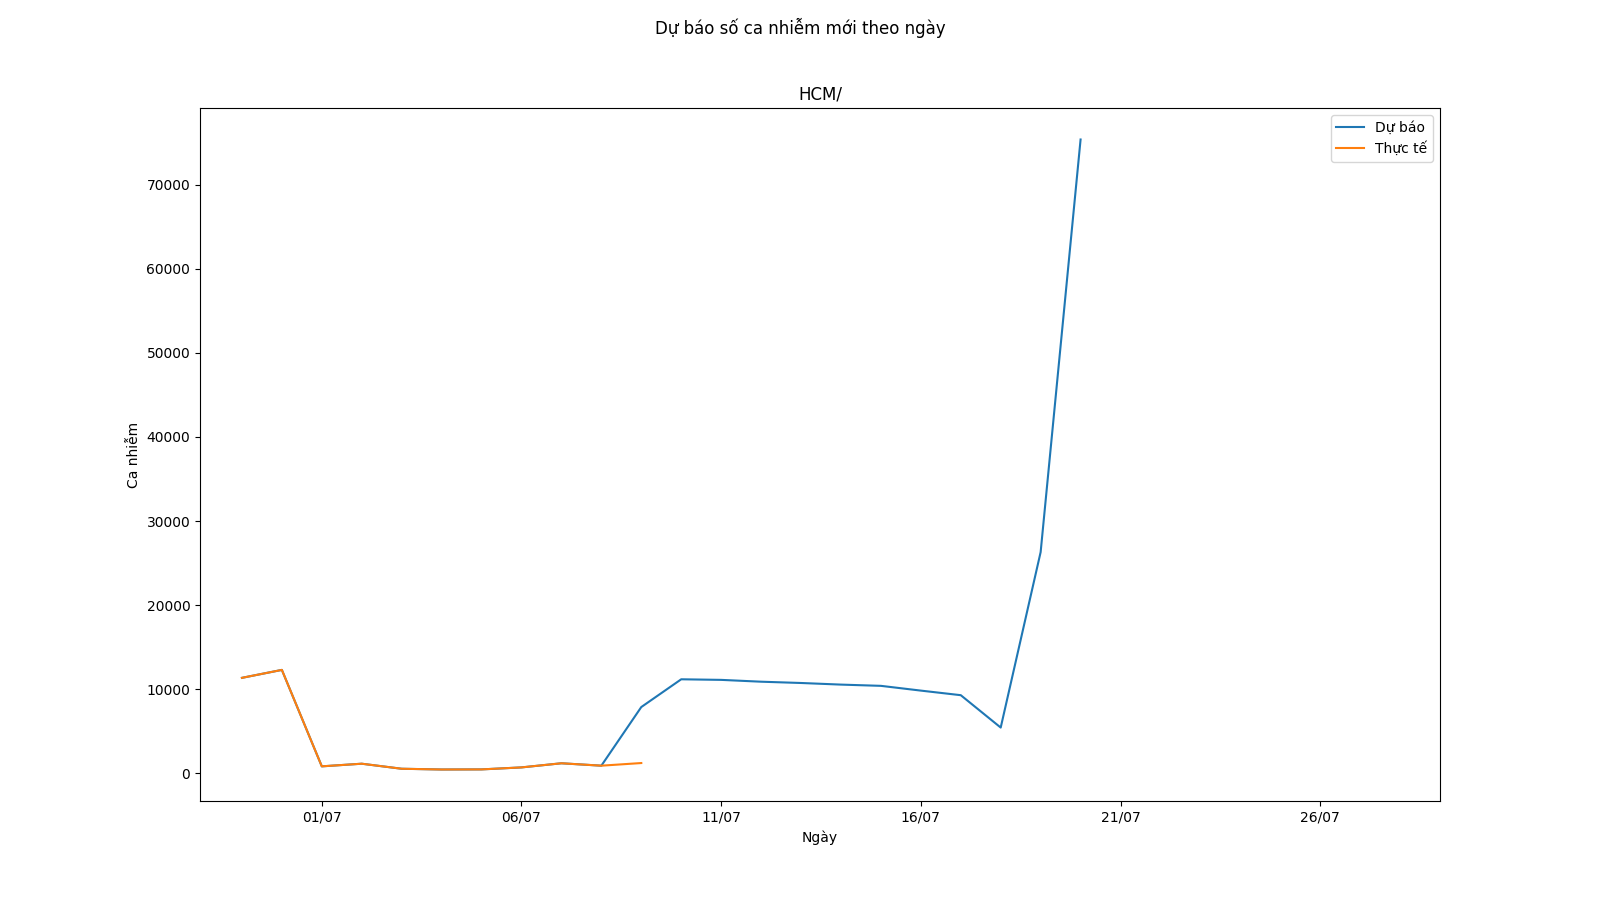 Dự báo số ca nhiễm mới theo ngày
HCM/
Dự báo
Thực tế
70000
60000
50000
40000
30000
20000
10000
0
Ca nhiễm
01/07
06/07
11/07
16/07
21/07
26/07
Ngày